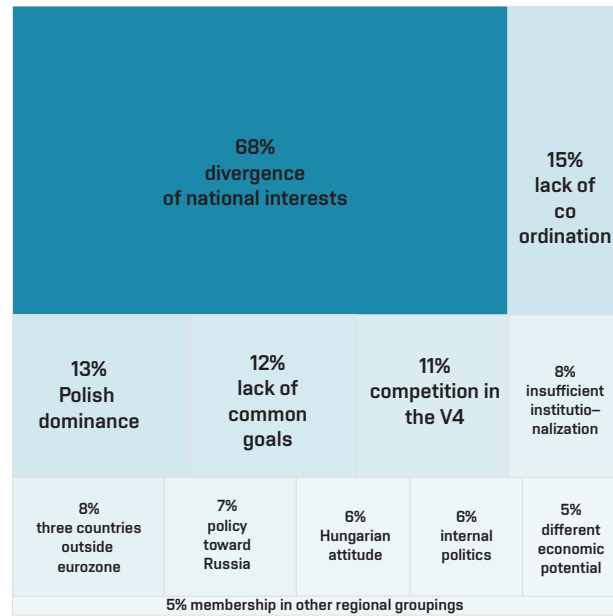 68%
divergence
of national interests
15%
lack of
co
ordination
13%
Polish
dominance
12%
lack of
common
goals
11%
competition in
the V4
8%
insufficient
institutio–
nalization
8%
three countries
outside
eurozone
7%
policy
toward
Russia
6%
Hungarian
attitude
6%
internal
politics
5%
different
economic
potential
5% membership in other regional groupings